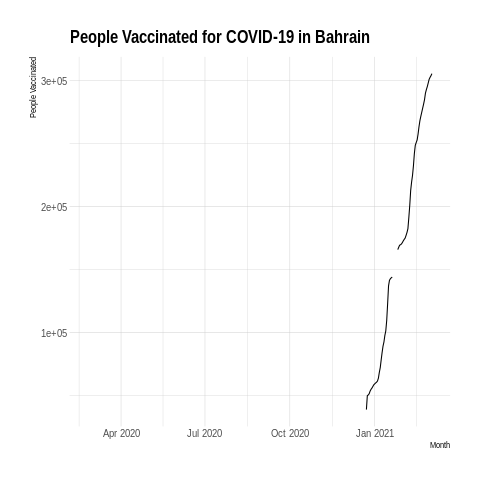 People Vaccinated for COVID-19 in Bahrain
People Vaccinated
3e+05
2e+05
1e+05
Apr 2020 Jul 2020 Oct 2020 Jan 2021
Month